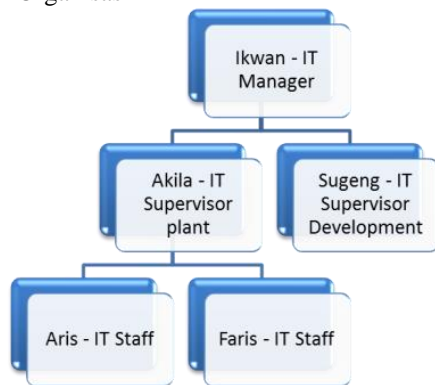 Ikwan - IT
Manager
Akila - IT
Supervisor
plant
Sugeng - IT
Supervisor
Development
Aris - IT Staff
Faris - IT Staff